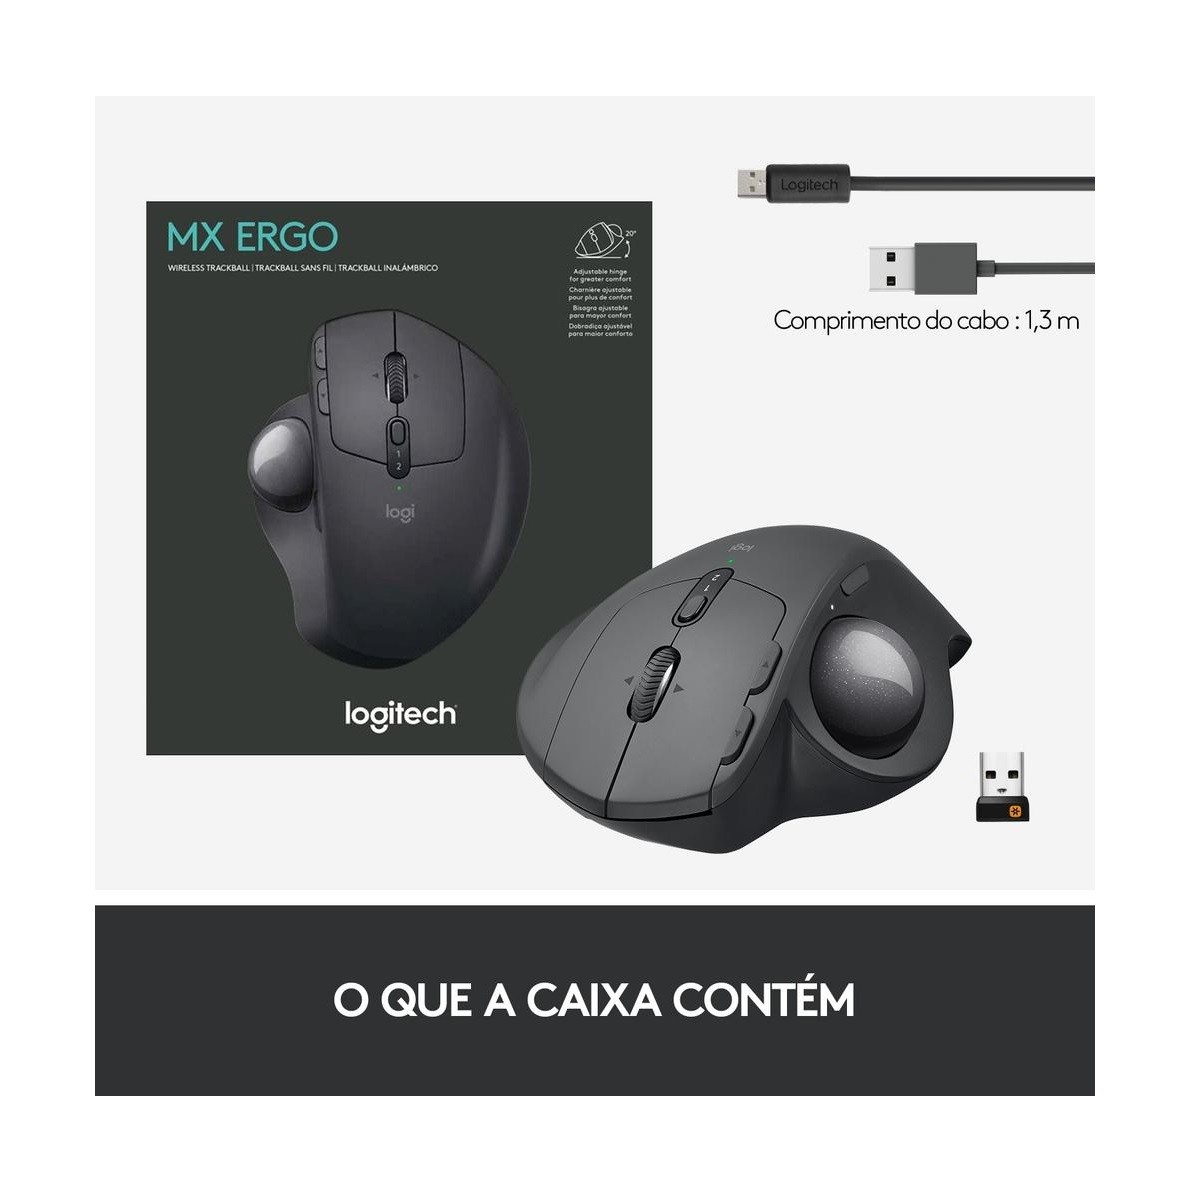 MX ERGO
WIRELESS TRACKBALL | TRACKBALL SANS FIL | TRACKBALL INALÁMBRICO
20°
Adjustable hinge
for greater comfort
Charnière ajustable
pour plus de confort
Bisagra ajustable
para mayor confort
Dobradiça ajustável
para maior conforto
1
2
logi
logitech
Logitech
Comprimento do cabo : 1,3 m
logi
2
1
O QUE A CAIXA CONTÉM